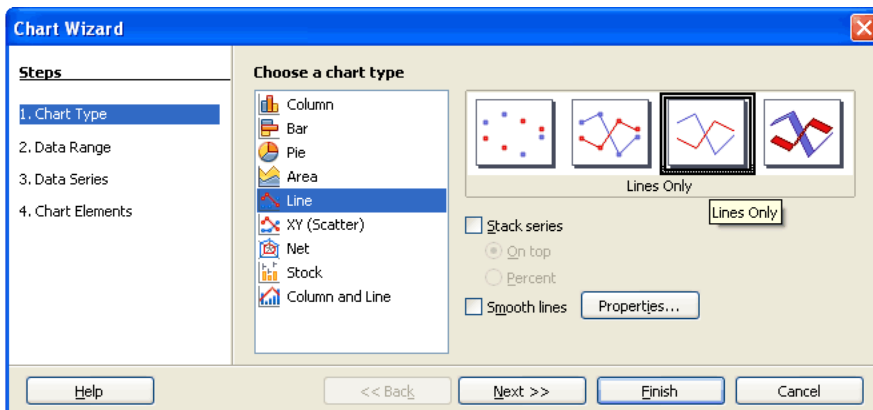 Chart Wizard
Steps
1. Chart Type
2. Data Range
3. Data Series
4. Chart Elements
Choose a chart type
Column
Bar
Pie
Area
Line
XY (Scatter)
Net
Stock
Column and Line
Lines Only
Lines Only
Stack series
On top
Percent
Smooth lines
Properties...
Help
<< Back
Next >>
Finish
Cancel